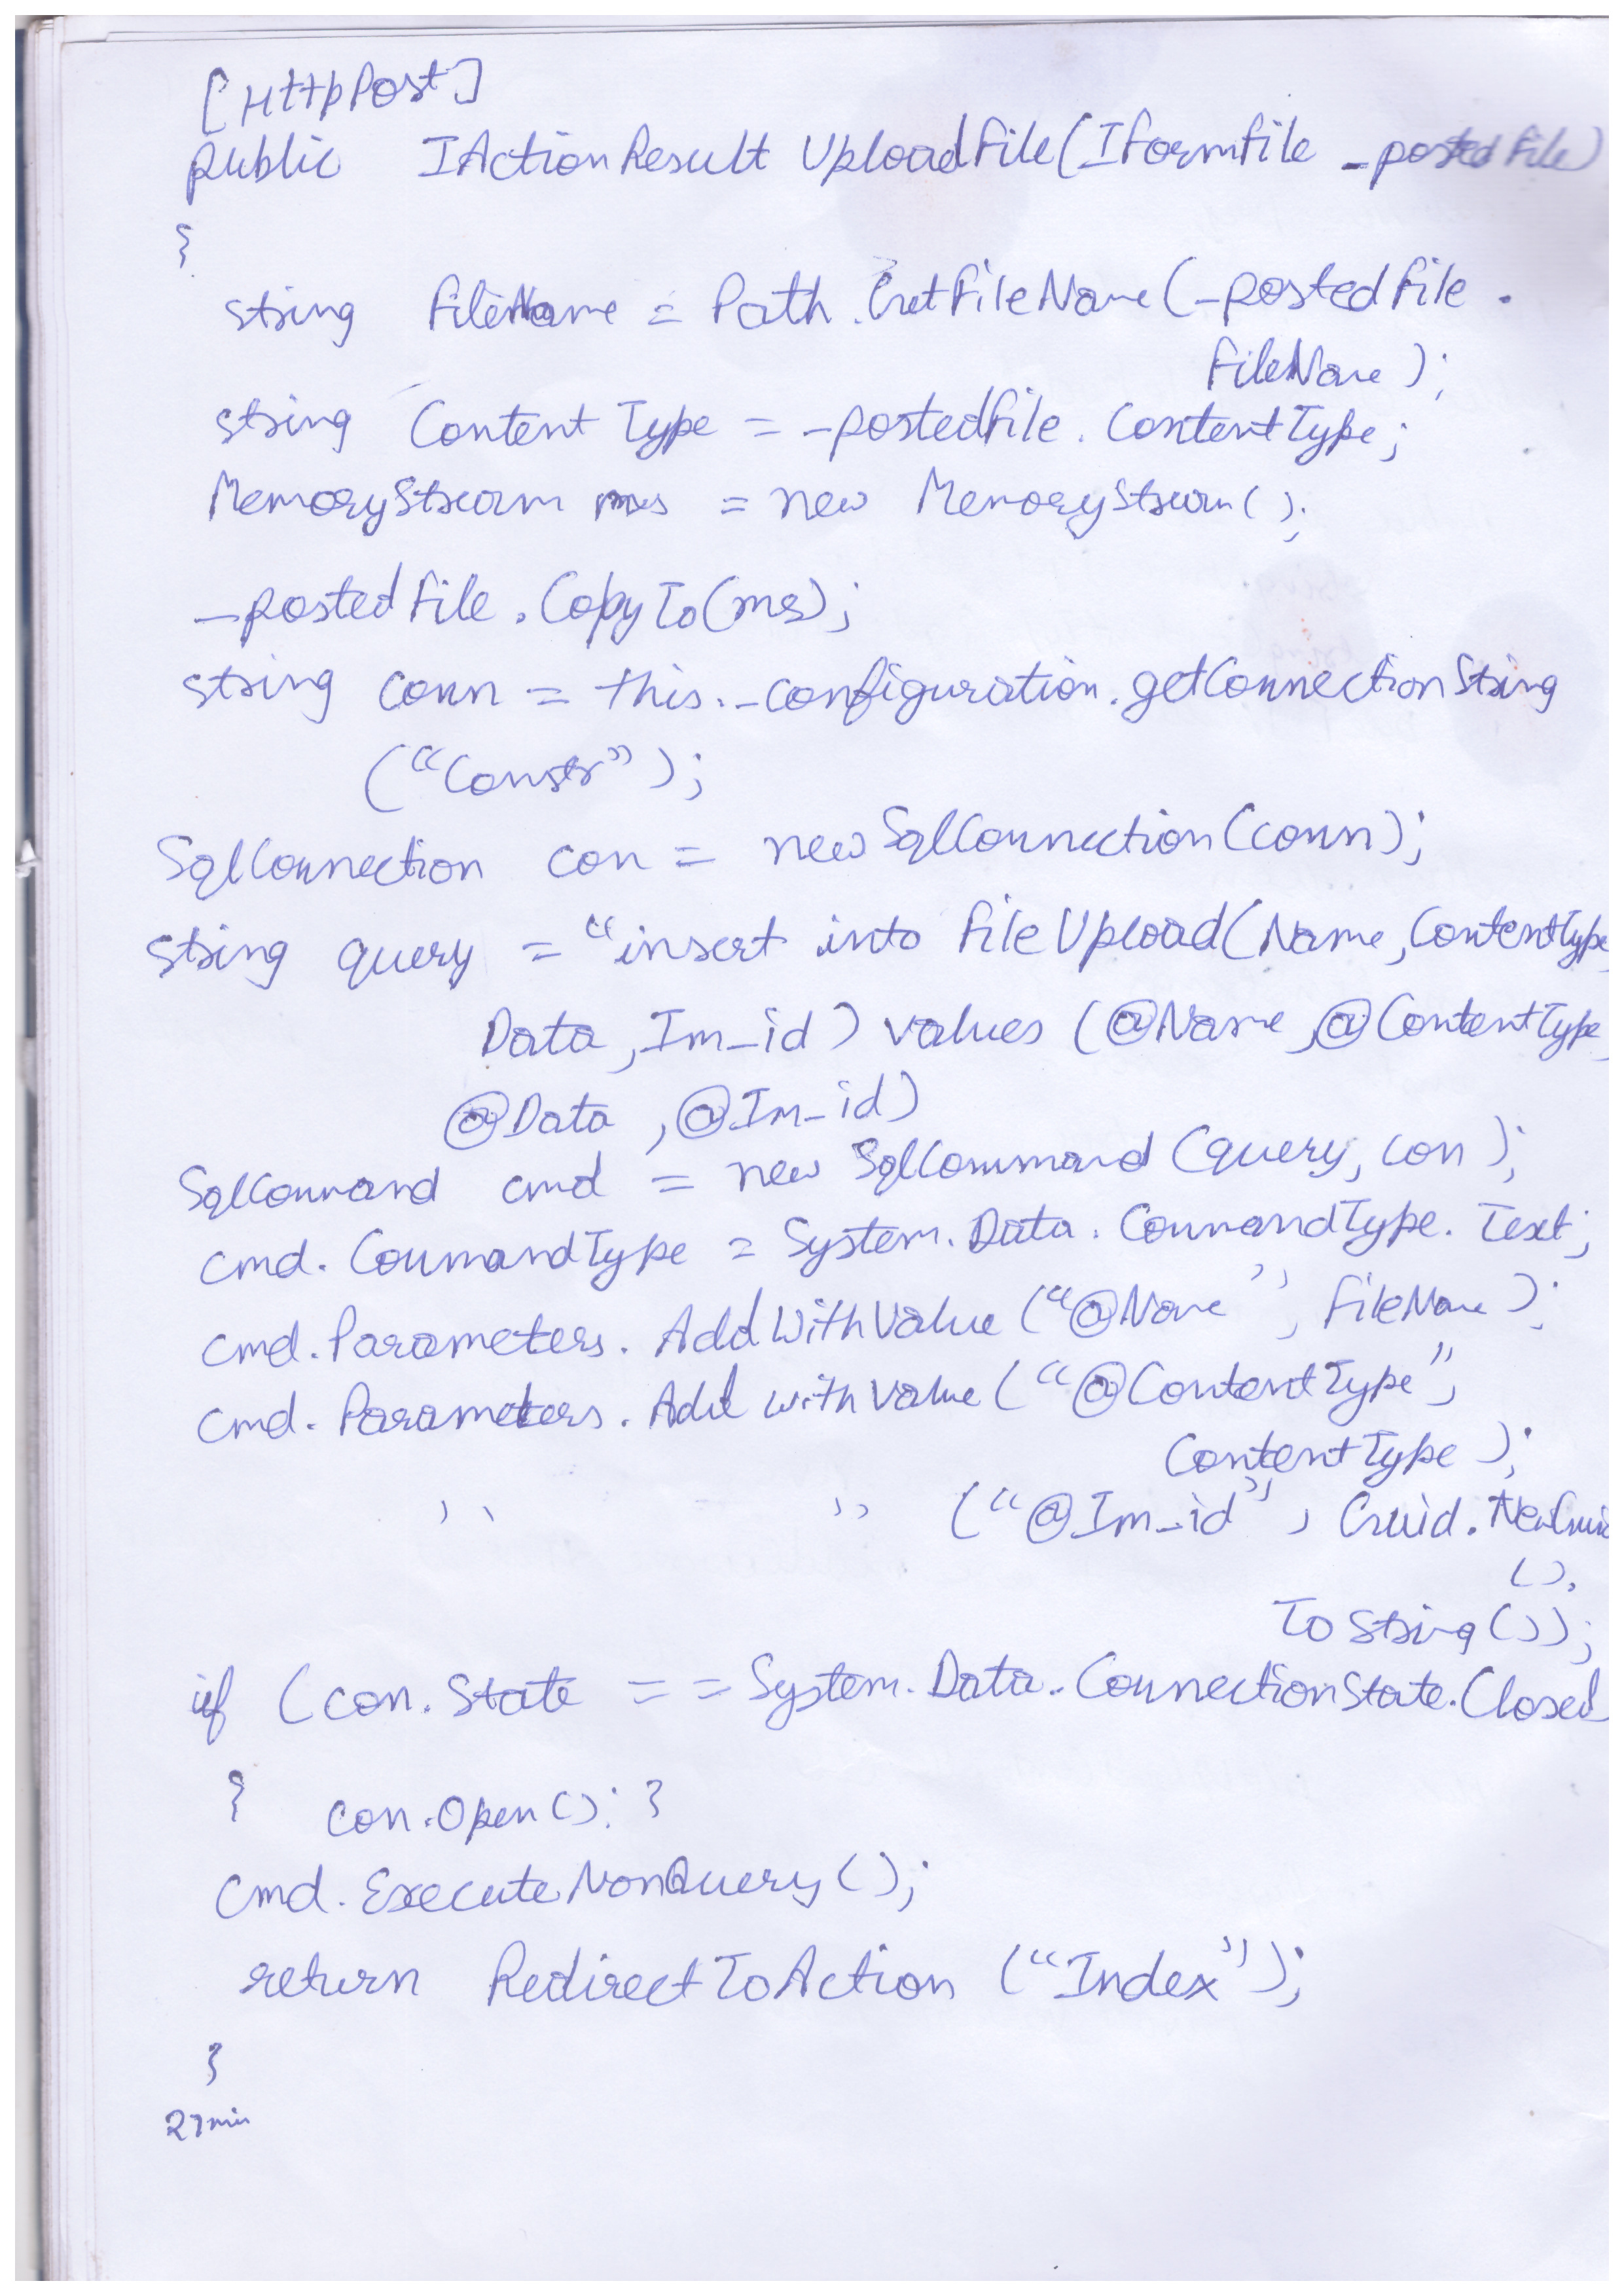 [HttpPost]
public IActionResult UploadFile(IFormFile _postedFile)
{
string FileName = Path.GetFileName(_postedFile.
FileName);
string ContentType = _postedFile.ContentType;
MemoryStream ms = new MemoryStream();
_postedFile.CopyTo(ms);
string conn = this._configuration.getConnectionString
("Constr");
SqlConnection con = new SqlConnection(conn);
string query = "insert into FileUpload(Name,ContentType,
Data,Im_id) values (@Name,@ContentType,
@Data,@Im_id)
SqlCommand cmd = new SqlCommand (query, con);
cmd.CommandType = System.Data.CommandType.Text;
cmd.Parameters.AddWithValue ("@Name", FileName);
cmd.Parameters.AddWithValue ("@ContentType",
ContentType);
" " ("@Im_id", Guid.NewGuid
().
ToString());
if (con.State == System.Data.ConnectionState.Closed
{ con.Open(); }
cmd.ExecuteNonQuery();
return RedirectToAction ("Index");
}
27 min